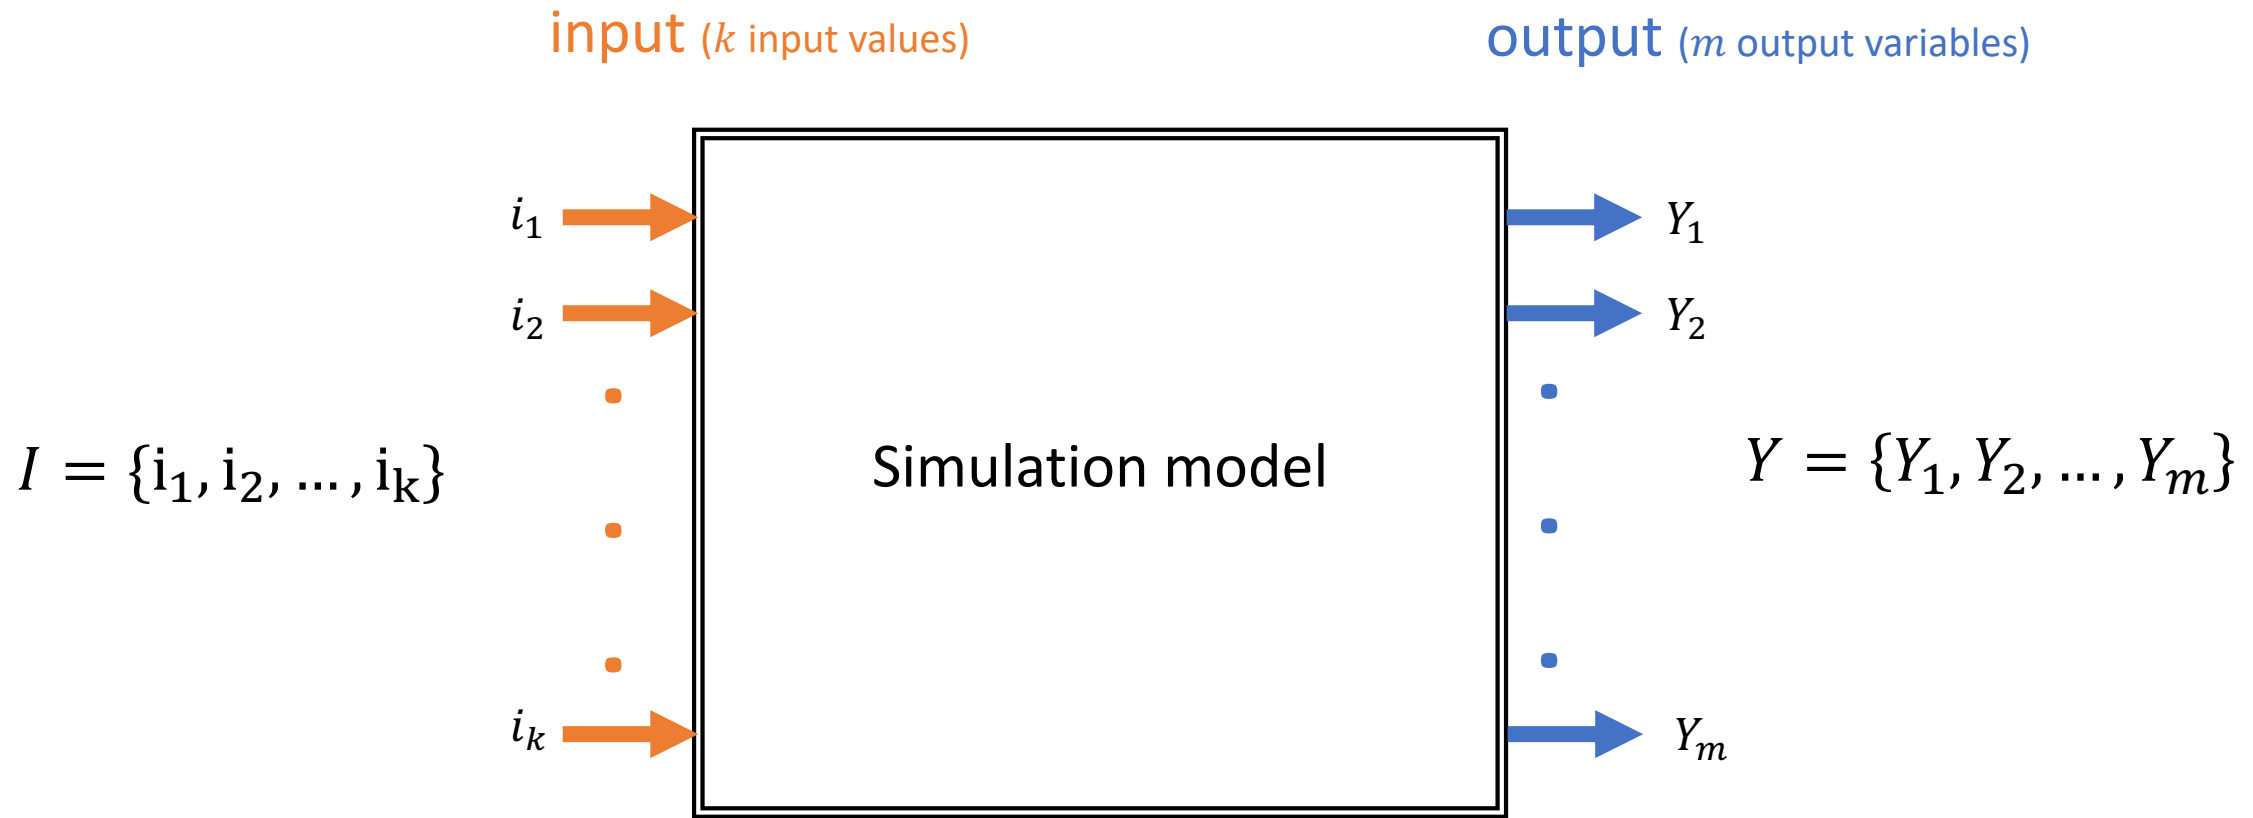 input (k input values)
output (m output variables)
i₁
Y₁
i₂
Y₂
I = {i₁, i₂, … , iₖ}
Simulation model
Y = {Y₁, Y₂, … , Yₘ}
iₖ
Yₘ